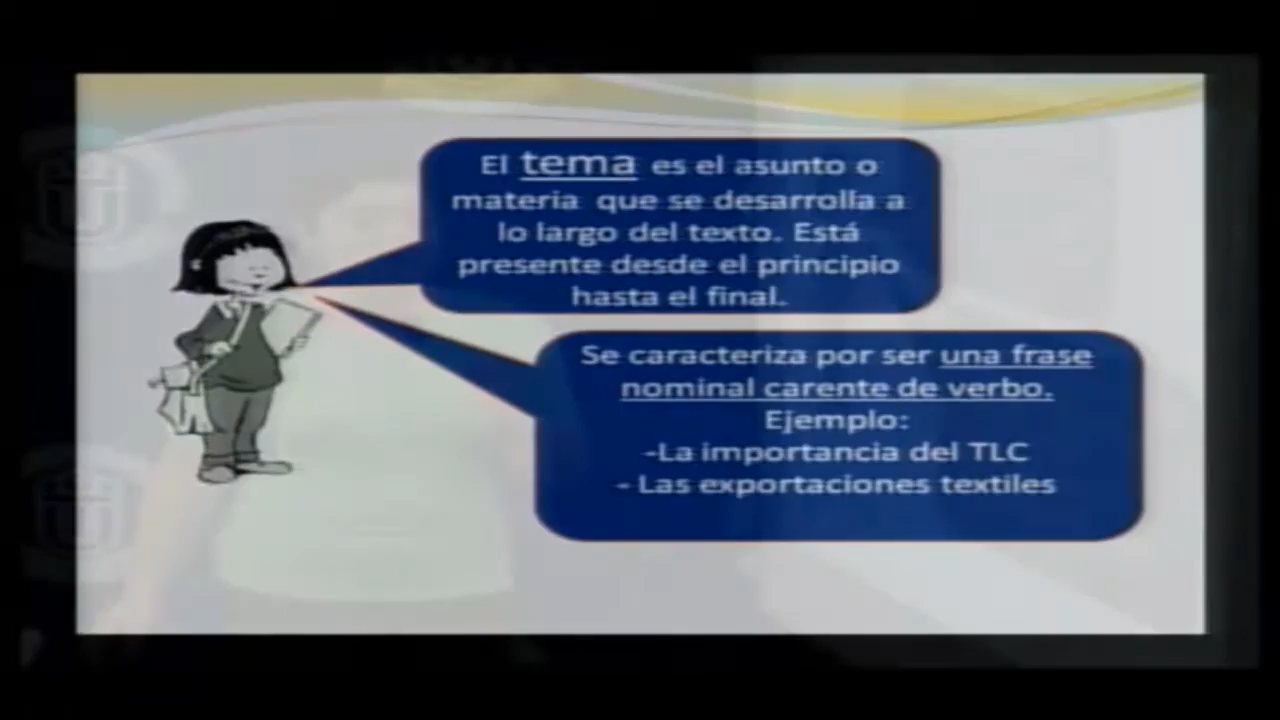 El tema es el asunto o
materia que se desarrolla a
lo largo del texto. Está
presente desde el principio
hasta el final.
Se caracteriza por ser una frase
nominal carente de verbo.
Ejemplo:
-La importancia del TLC
- Las exportaciones textiles